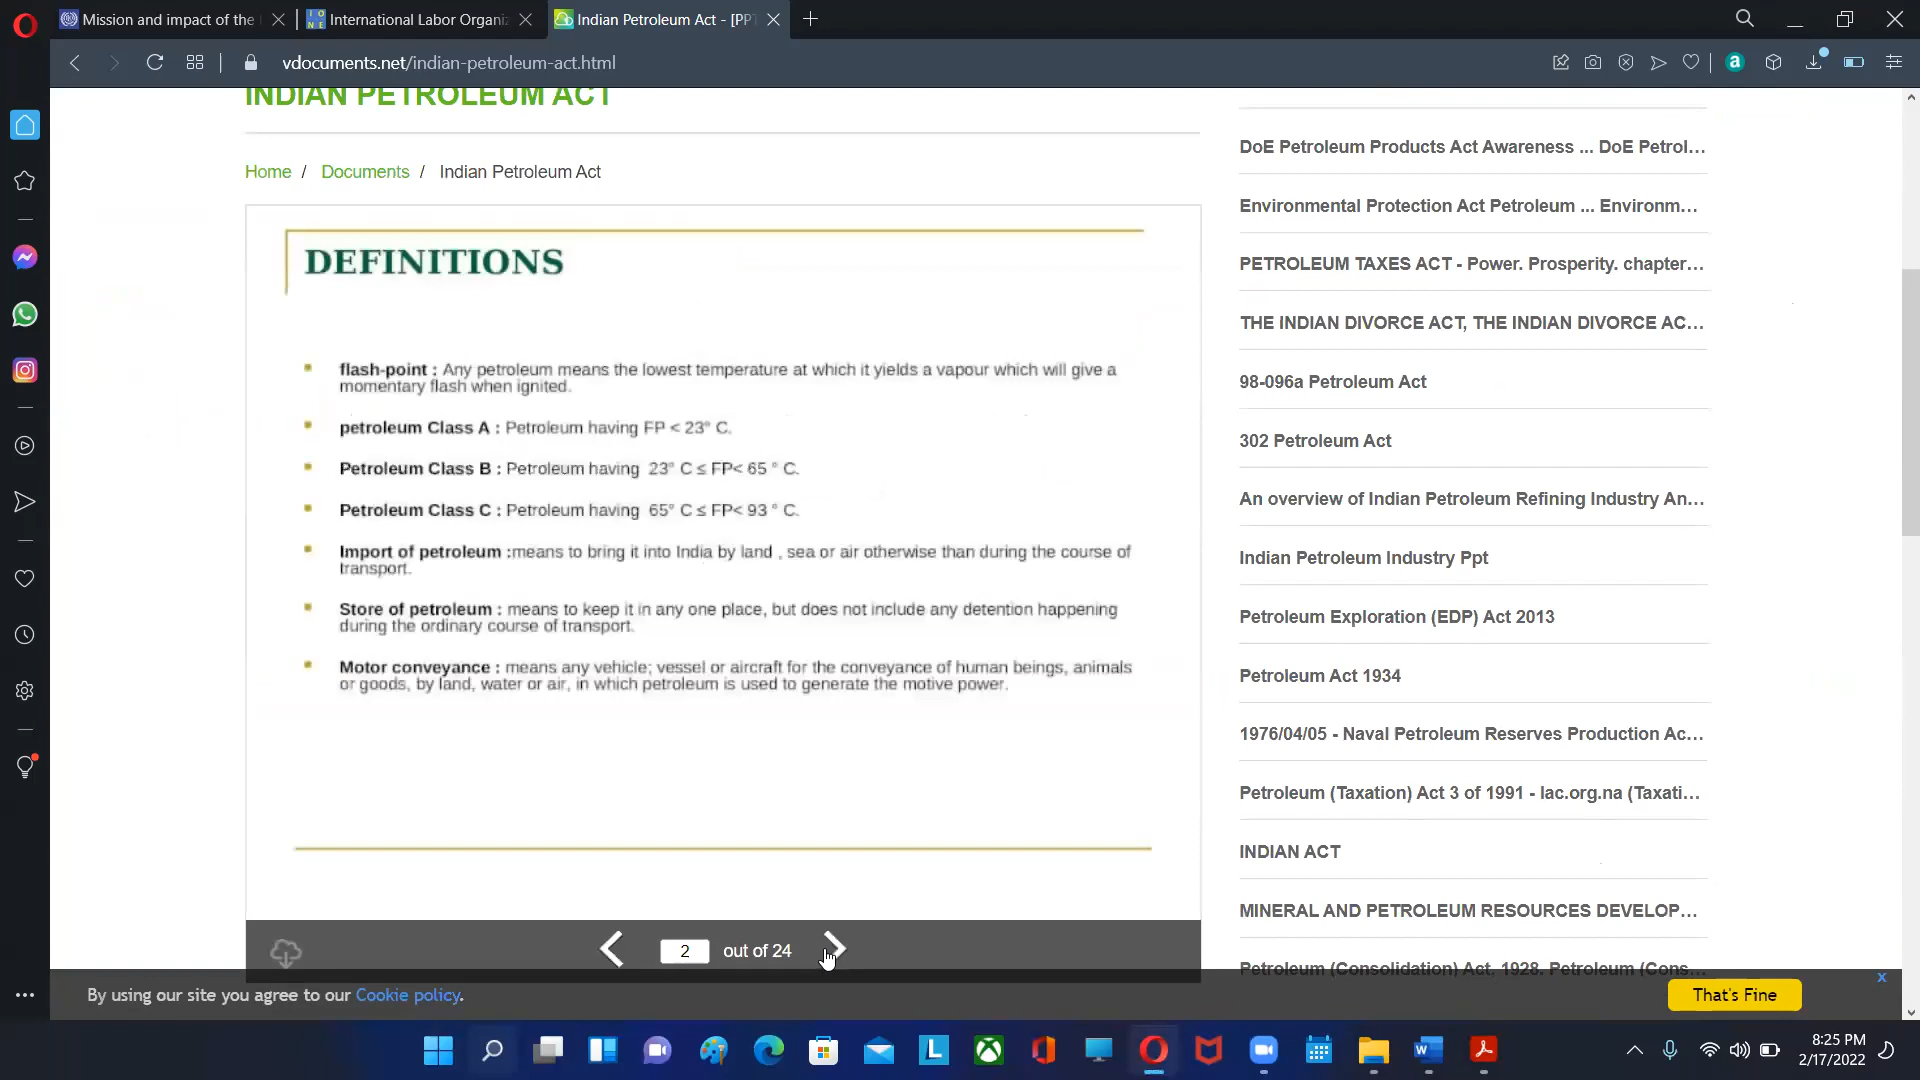 Mission and impact of the
International Labor Organiz
Indian Petroleum Act - [PP
vdocuments.net/indian-petroleum-act.html
INDIAN PETROLEUM ACT
Home / Documents / Indian Petroleum Act
DEFINITIONS
flash-point : Any petroleum means the lowest temperature at which it yields a vapour which will give a
momentary flash when ignited.
petroleum Class A : Petroleum having FP < 23° C.
Petroleum Class B : Petroleum having 23° C ≤ FP< 65 ° C.
Petroleum Class C : Petroleum having 65° C ≤ FP< 93 ° C.
Import of petroleum :means to bring it into India by land , sea or air otherwise than during the course of
transport.
Store of petroleum : means to keep it in any one place, but does not include any detention happening
during the ordinary course of transport.
Motor conveyance : means any vehicle; vessel or aircraft for the conveyance of human beings, animals
or goods, by land, water or air, in which petroleum is used to generate the motive power.
2 out of 24
DoE Petroleum Products Act Awareness ... DoE Petrol...
Environmental Protection Act Petroleum ... Environm...
PETROLEUM TAXES ACT - Power. Prosperity. chapter...
THE INDIAN DIVORCE ACT, THE INDIAN DIVORCE AC...
98-096a Petroleum Act
302 Petroleum Act
An overview of Indian Petroleum Refining Industry An...
Indian Petroleum Industry Ppt
Petroleum Exploration (EDP) Act 2013
Petroleum Act 1934
1976/04/05 - Naval Petroleum Reserves Production Ac...
Petroleum (Taxation) Act 3 of 1991 - lac.org.na (Taxati...
INDIAN ACT
MINERAL AND PETROLEUM RESOURCES DEVELOP...
Petroleum (Consolidation) Act, 1928. Petroleum (Cons...
By using our site you agree to our Cookie policy.
x
That's Fine
8:25 PM
2/17/2022